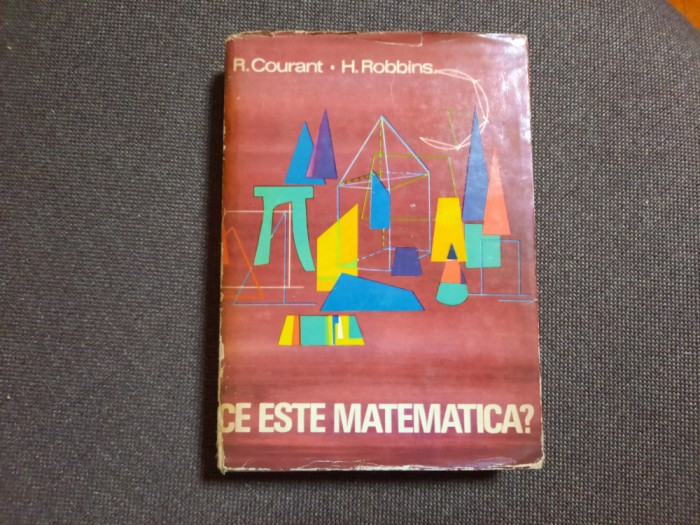 R. Courant · H. Robbins
CE ESTE MATEMATICA?